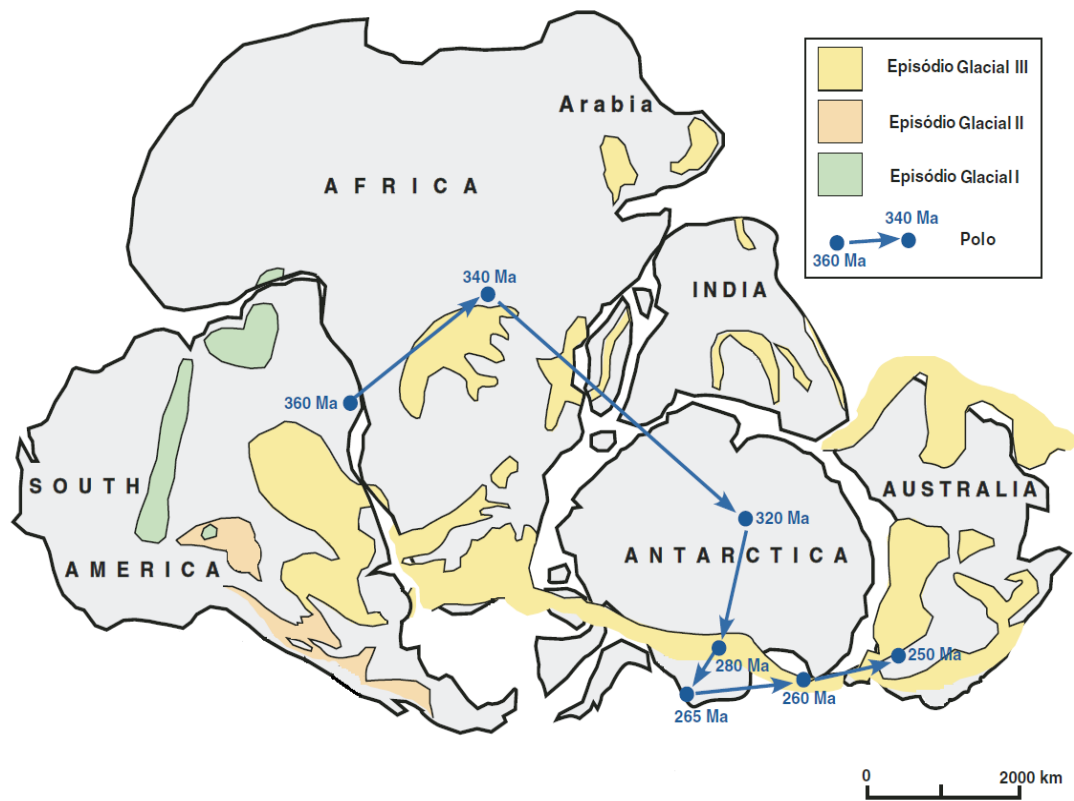 Episódio Glacial III
Episódio Glacial II
Episódio Glacial I
340 Ma
360 Ma
Polo
Arabia
AFRICA
INDIA
340 Ma
360 Ma
SOUTH
AMERICA
AUSTRALIA
320 Ma
ANTARCTICA
280 Ma
250 Ma
265 Ma
260 Ma
0 2000 km